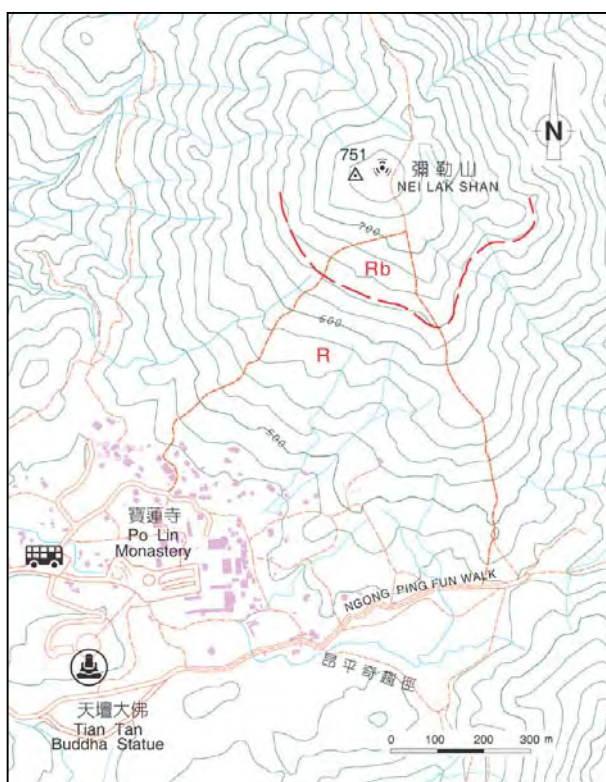 751
彌勒山
NEI LAK SHAN
N
700
Rb
600
R
500
寶蓮寺
Po Lin
Monastery
NGONG PING FUN WALK
昂平奇趣徑
天壇大佛
Tian Tan
Buddha Statue
0 100 200 300 m